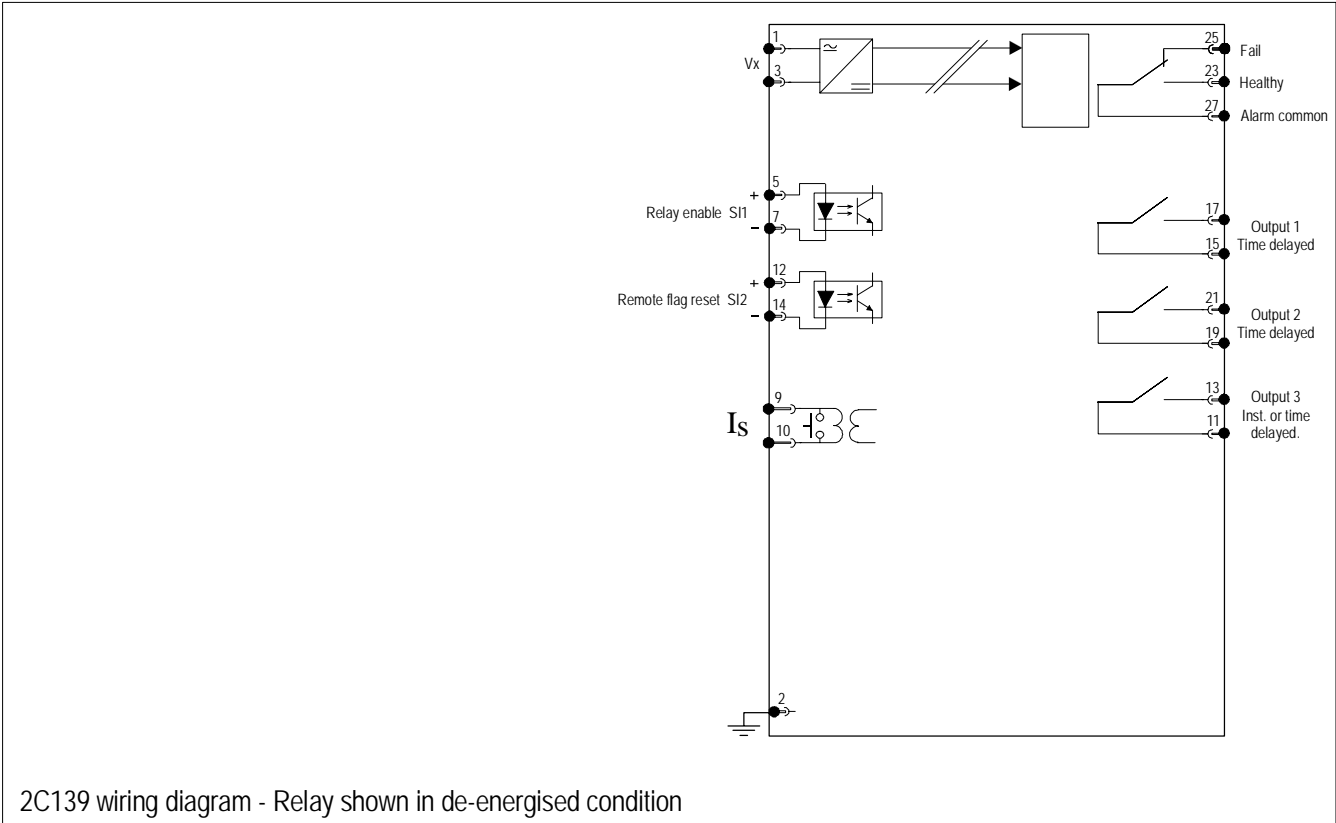 1
Vx
3
25
Fail
23
Healthy
27
Alarm common
+
5
Relay enable SI1
7
–
17
Output 1
Time delayed
15
+
12
Remote flag reset SI2
14
–
21
Output 2
Time delayed
19
9
IS
10
13
Output 3
Inst. or time
delayed.
11
2
2C139 wiring diagram - Relay shown in de-energised condition